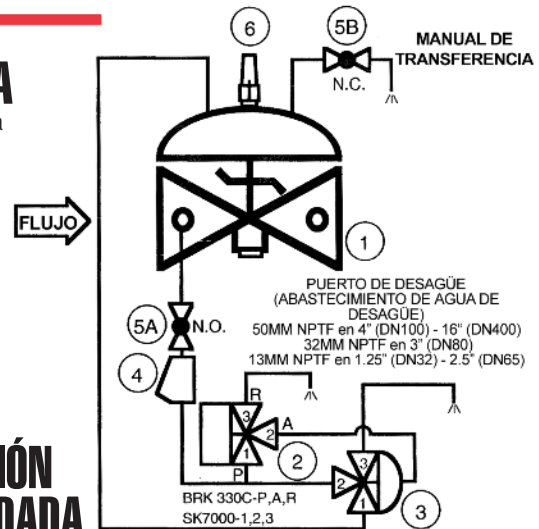 A
6
5B
MANUAL DE
TRANSFERENCIA
N.C.
FLUJO
1
PUERTO DE DESAGÜE
(ABASTECIMIENTO DE AGUA DE
DESAGÜE)
50MM NPTF en 4" (DN100) - 16" (DN400)
32MM NPTF en 3" (DN80)
13MM NPTF en 1.25" (DN32) - 2.5" (DN65)
5A
N.O.
4
R
3
2
A
1
2
P
3
2
1
3
IÓN
DADA
BRK 330C-P,A,R
SK7000-1,2,3